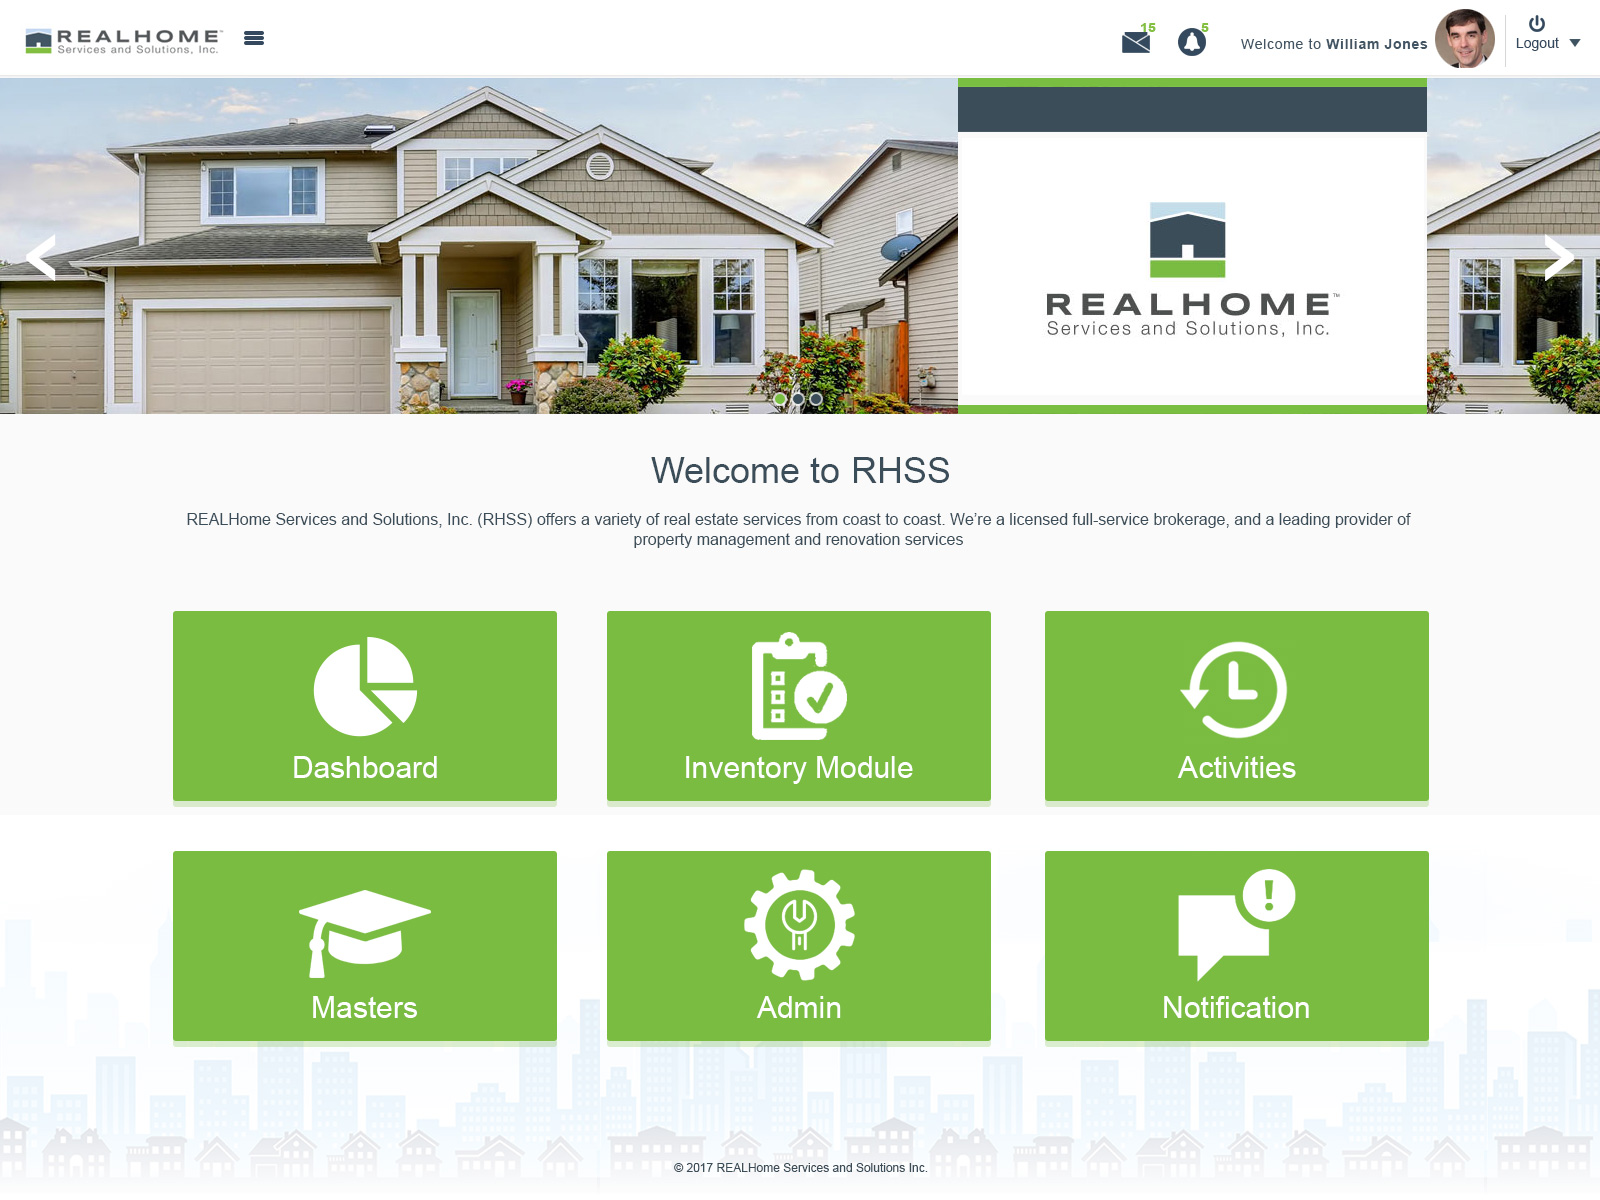 REALHOME™
Services and Solutions, Inc.
15
5
Welcome to William Jones
Logout
REALHOME™
Services and Solutions, Inc.
Welcome to RHSS
REALHome Services and Solutions, Inc. (RHSS) offers a variety of real estate services from coast to coast. We’re a licensed full-service brokerage, and a leading provider of
property management and renovation services
Dashboard
Inventory Module
Activities
Masters
Admin
Notification
© 2017 REALHome Services and Solutions Inc.